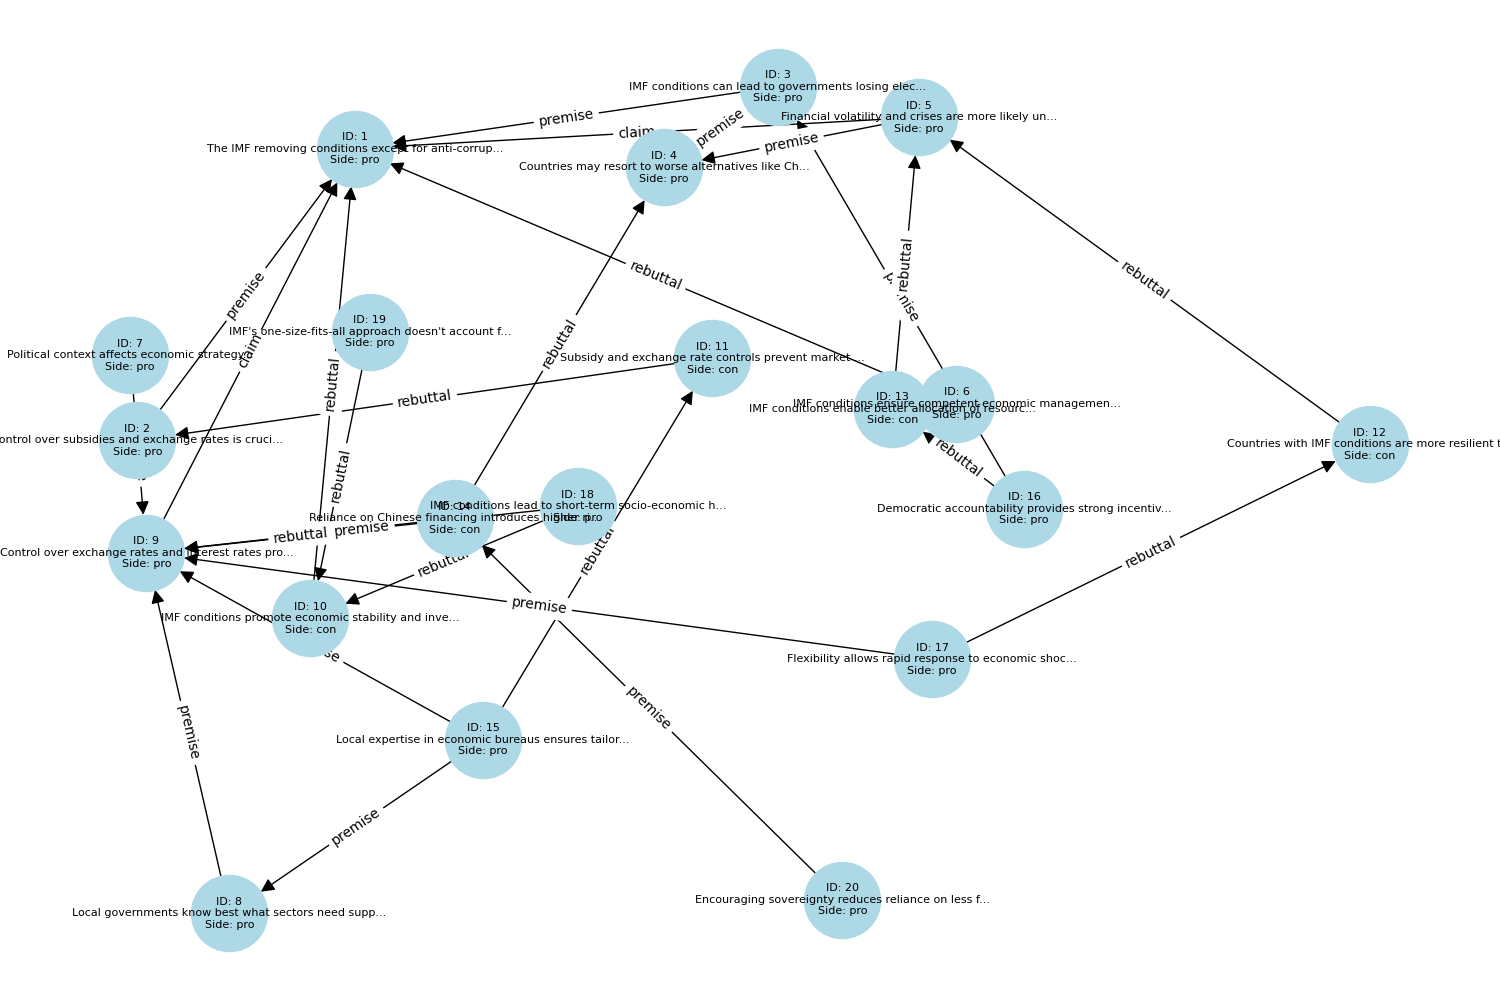 ID: 3
IMF conditions can lead to governments losing elec...
Side: pro
ID: 5
Financial volatility and crises are more likely un...
Side: pro
premise
claim
premise
premise
ID: 1
The IMF removing conditions except for anti-corrup...
Side: pro
ID: 4
Countries may resort to worse alternatives like Ch...
Side: pro
rebuttal
rebuttal
rebuttal
premise
ID: 19
IMF's one-size-fits-all approach doesn't account f...
Side: pro
rebuttal
ID: 7
Political context affects economic strategy.
Side: pro
claim
ID: 11
Subsidy and exchange rate controls prevent market ...
Side: con
rebuttal
rebuttal
ID: 6
IMF conditions ensure competent economic managemen...
Side: pro
ID: 13
IMF conditions enable better allocation of resourc...
Side: con
ID: 2
ontrol over subsidies and exchange rates is cruci...
Side: pro
ID: 12
Countries with IMF conditions are more resilient t
Side: con
rebuttal
rebuttal
ID: 18
IMF conditions lead to short-term socio-economic h...
Side: pro
ID: 14
Reliance on Chinese financing introduces higher ri...
Side: con
ID: 16
Democratic accountability provides strong incentiv...
Side: pro
rebuttal
premise
rebuttal
rebuttal
rebuttal
ID: 9
Control over exchange rates and interest rates pro...
Side: pro
premise
ID: 10
IMF conditions promote economic stability and inve...
Side: con
ID: 17
Flexibility allows rapid response to economic shoc...
Side: pro
premise
premise
ID: 15
Local expertise in economic bureaus ensures tailor...
Side: pro
premise
ID: 8
Local governments know best what sectors need supp...
Side: pro
ID: 20
Encouraging sovereignty reduces reliance on less f...
Side: pro